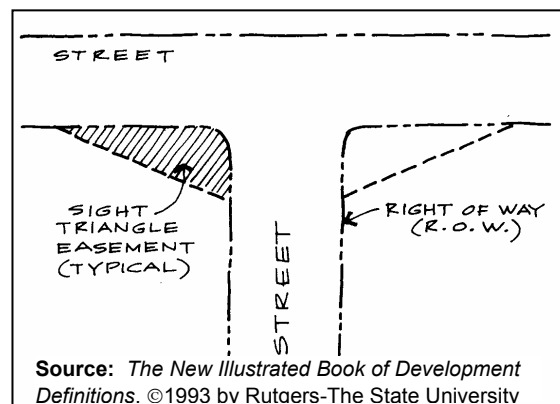 STREET
SIGHT
TRIANGLE
EASEMENT
(TYPICAL)
RIGHT OF WAY
(R.O.W.)
STREET
Source: The New Illustrated Book of Development
Definitions, ©1993 by Rutgers-The State University